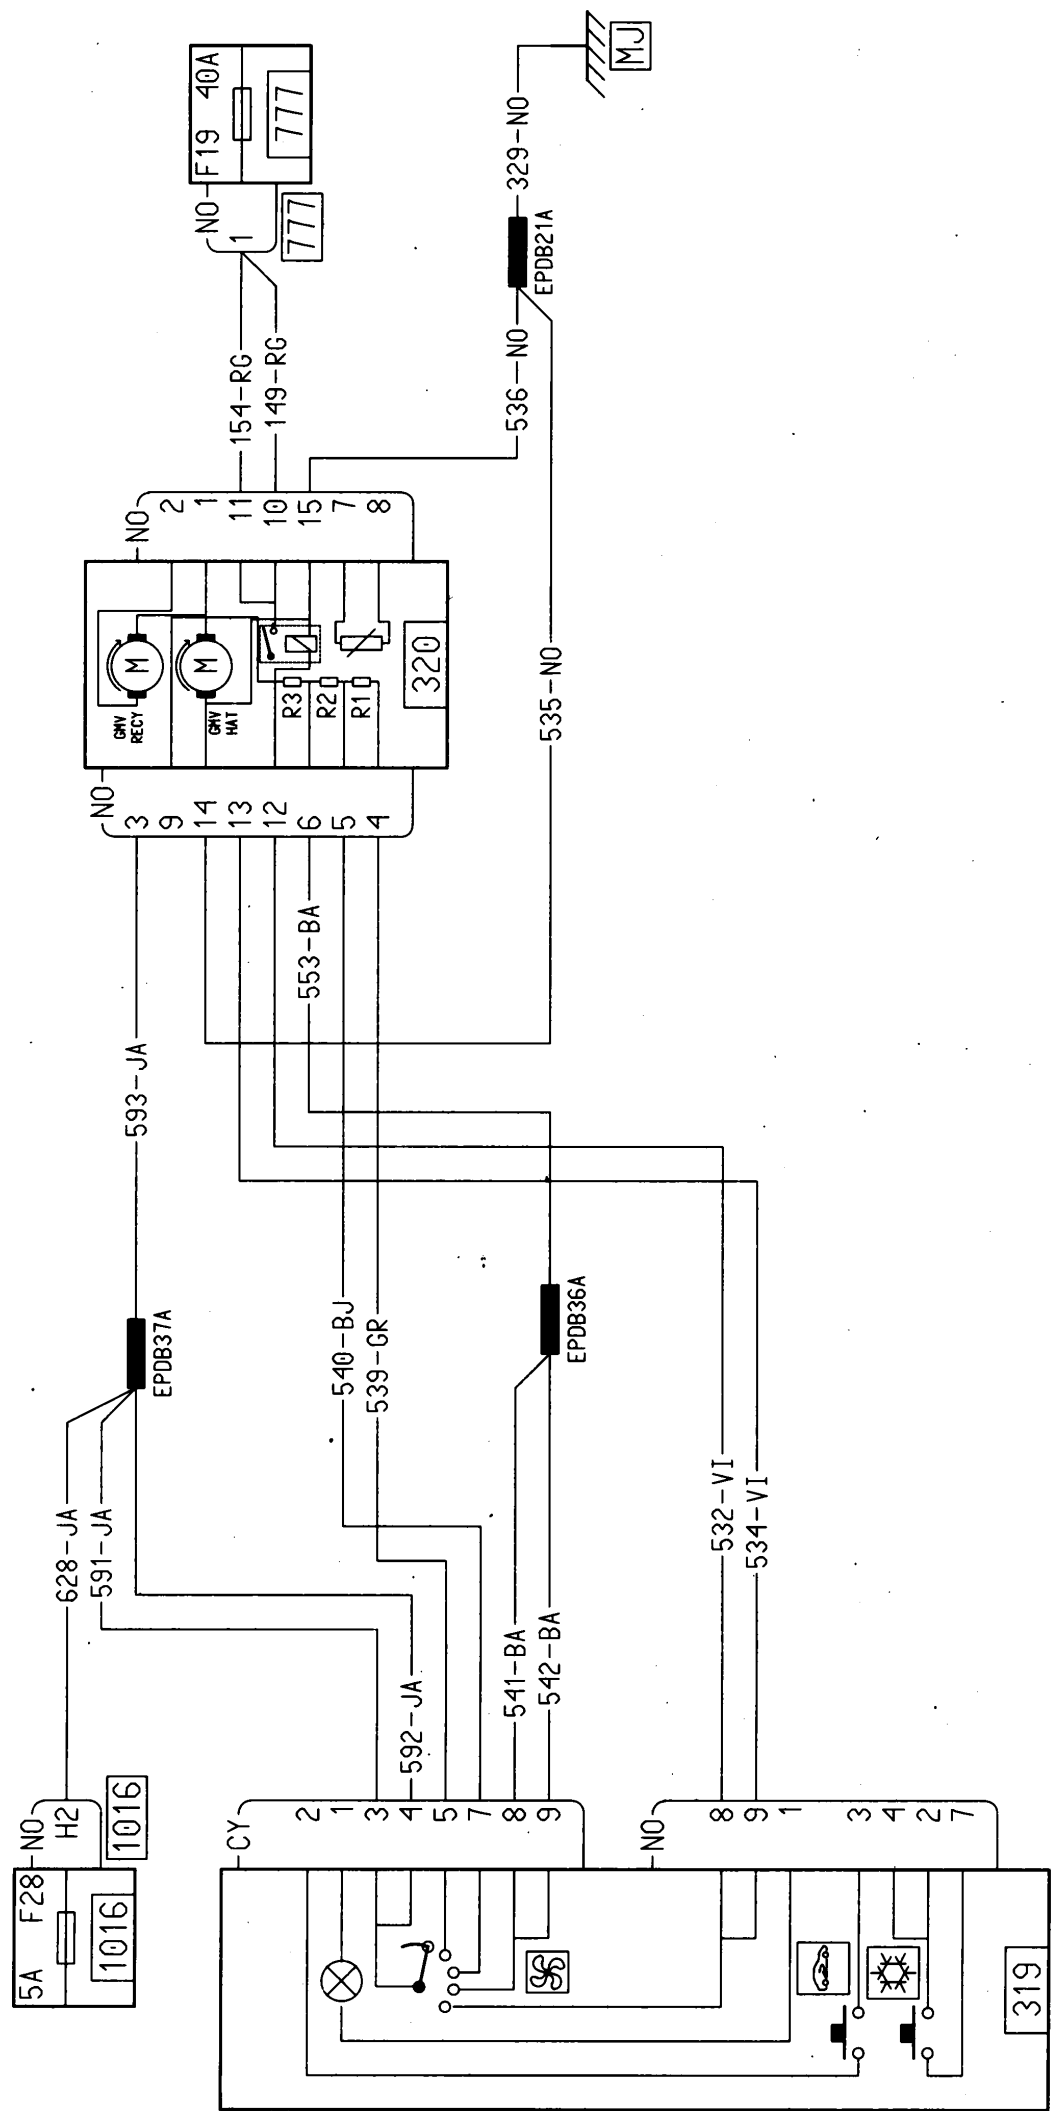 5A F28
1016
NO
H2
1016
628-JA
591-JA
EPDB37A
593-JA
NO
3
9
14
13
12
6
5
4
GMV
RECY
M
GMV
HAT
M
R3
R2
R1
320
NO
2
1
11
10
15
7
8
154-RG
149-RG
NO
1
777
F19 40A
777
553-BA
540-BJ
539-GR
592-JA
541-BA
542-BA
EPDB36A
532-VI
534-VI
535-NO
536-NO
EPDB21A
329-NO
MJ
CY
2
1
3
4
5
7
8
9
NO
8
9
1
3
4
2
7
319